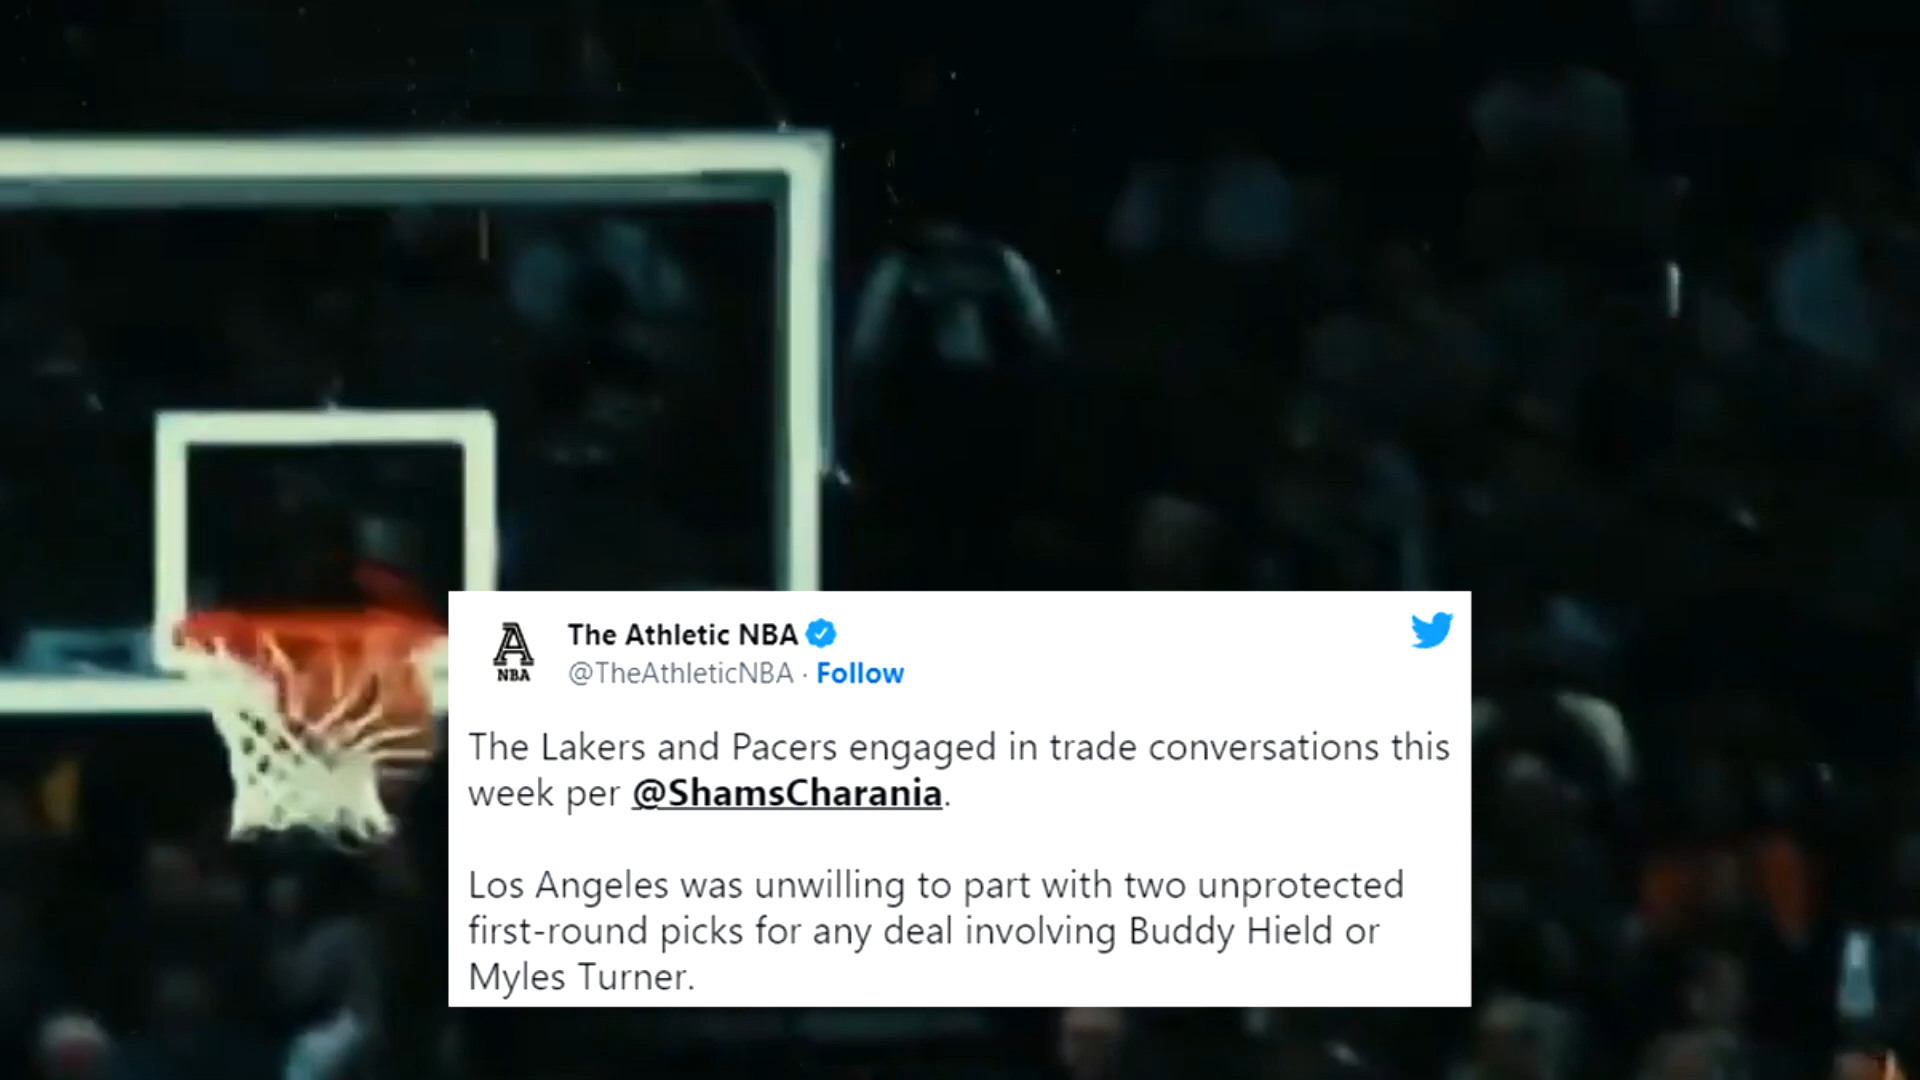 The Athletic NBA
@TheAthleticNBA · Follow
A
NBA
The Lakers and Pacers engaged in trade conversations this
week per @ShamsCharania.
Los Angeles was unwilling to part with two unprotected
first-round picks for any deal involving Buddy Hield or
Myles Turner.